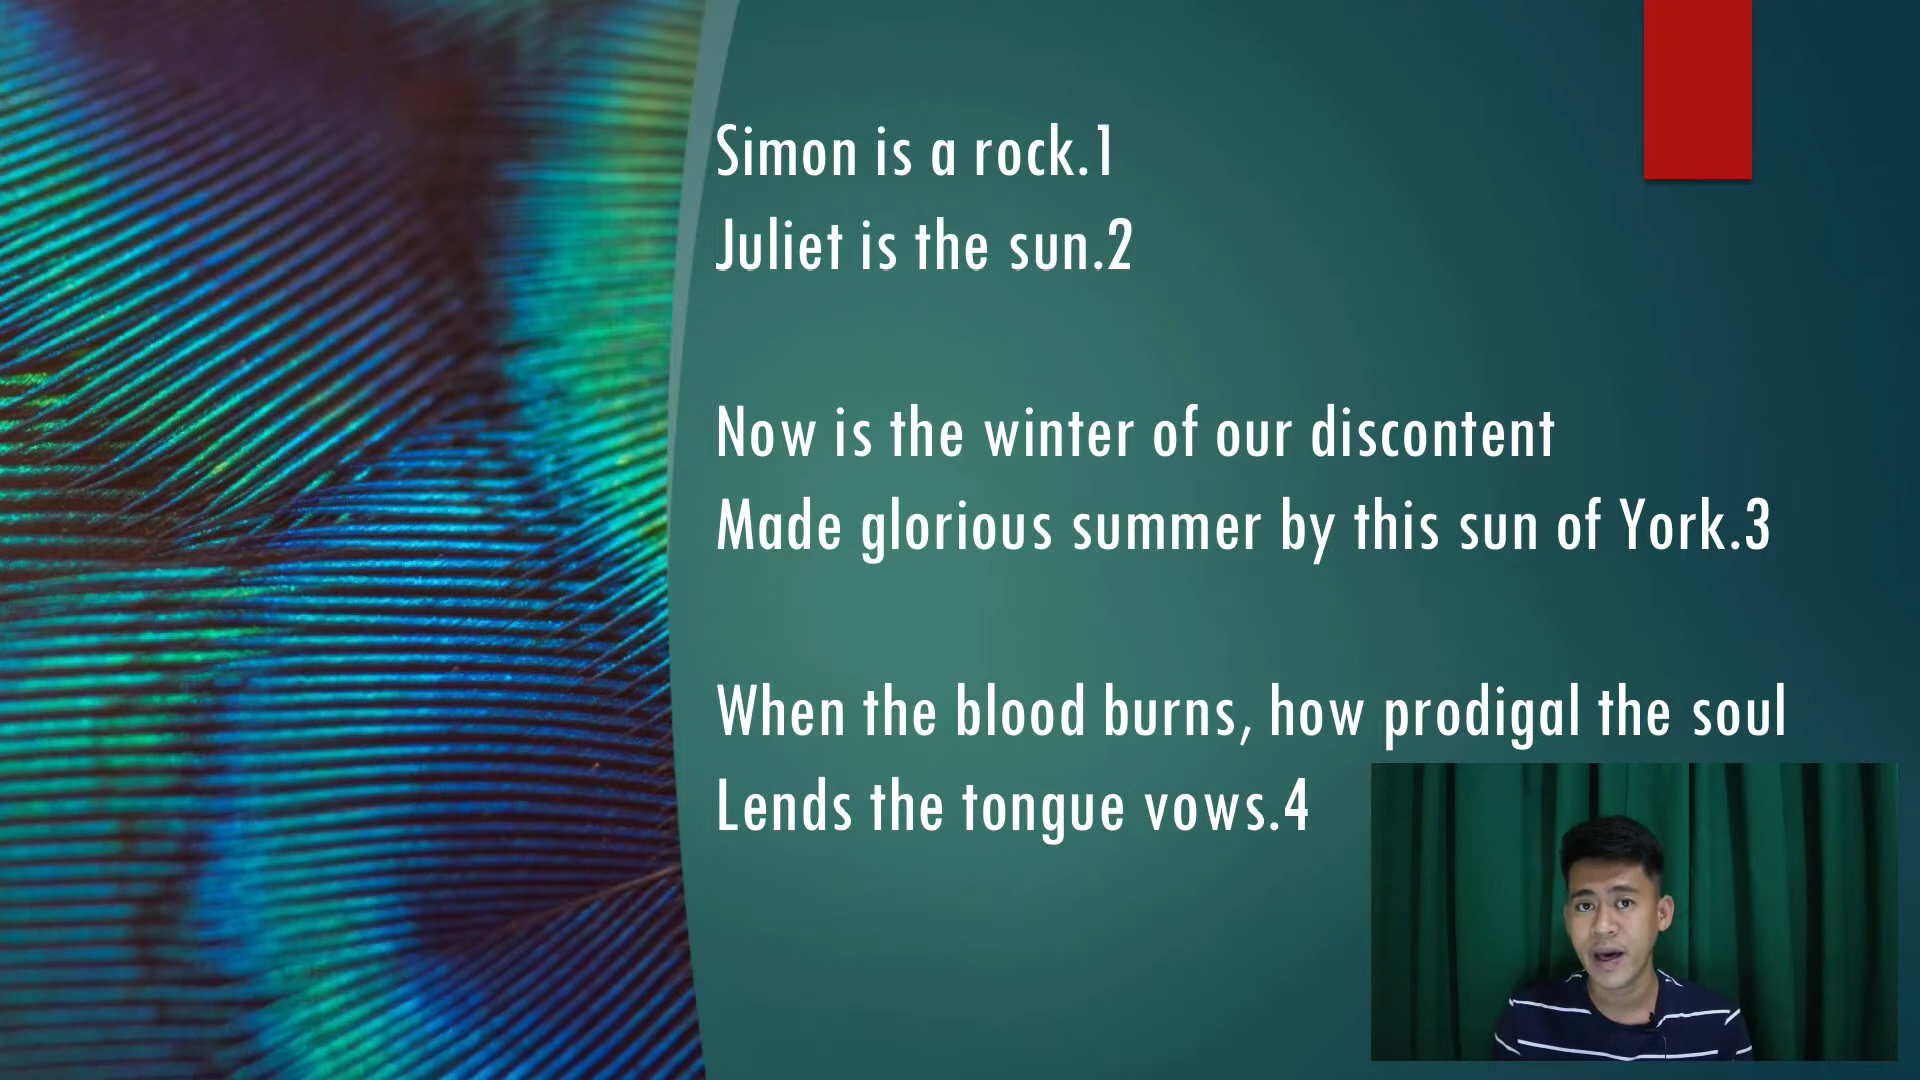 Simon is a rock.1
Juliet is the sun.2
Now is the winter of our discontent
Made glorious summer by this sun of York.3
When the blood burns, how prodigal the soul
Lends the tongue vows.4